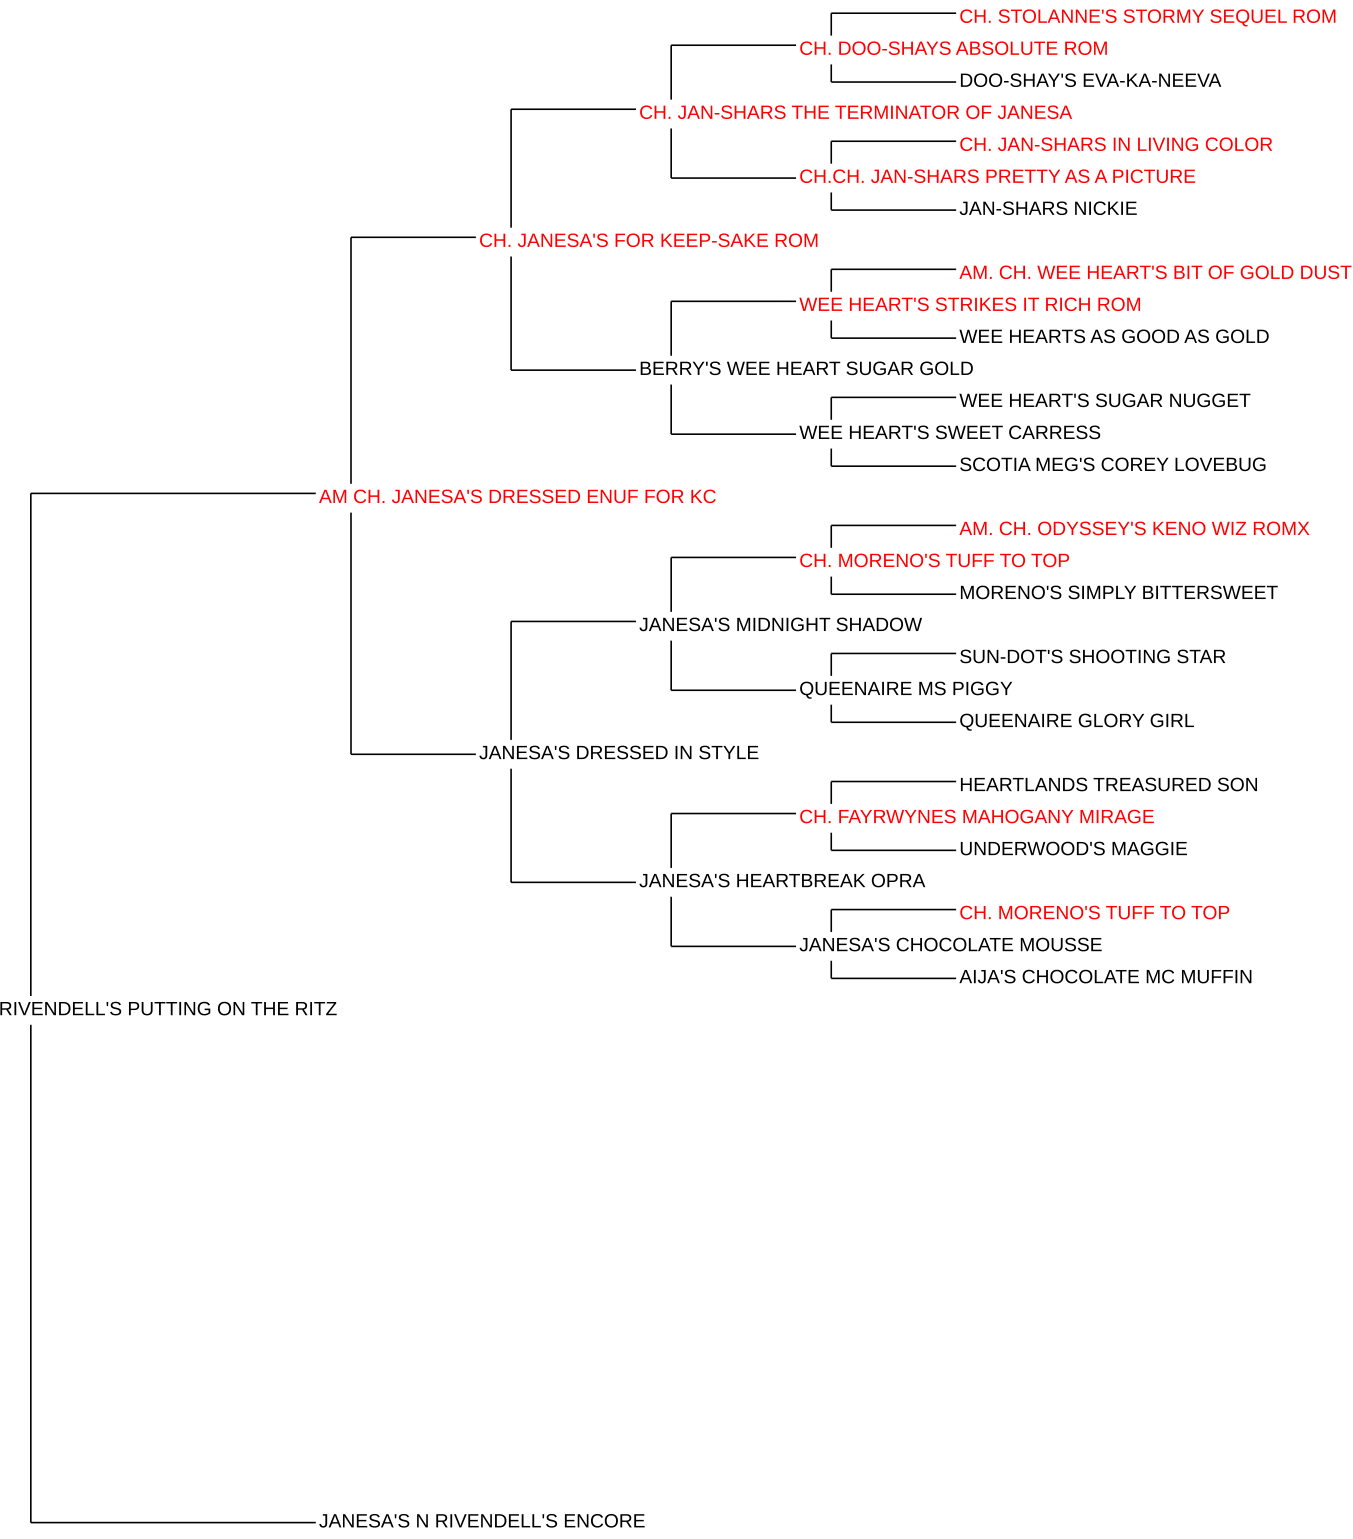 CH. STOLANNE'S STORMY SEQUEL ROM
CH. DOO-SHAYS ABSOLUTE ROM
DOO-SHAY'S EVA-KA-NEEVA
CH. JAN-SHARS THE TERMINATOR OF JANESA
CH. JAN-SHARS IN LIVING COLOR
CH.CH. JAN-SHARS PRETTY AS A PICTURE
JAN-SHARS NICKIE
CH. JANESA'S FOR KEEP-SAKE ROM
AM. CH. WEE HEART'S BIT OF GOLD DUST
WEE HEART'S STRIKES IT RICH ROM
WEE HEARTS AS GOOD AS GOLD
BERRY'S WEE HEART SUGAR GOLD
WEE HEART'S SUGAR NUGGET
WEE HEART'S SWEET CARRESS
SCOTIA MEG'S COREY LOVEBUG
AM CH. JANESA'S DRESSED ENUF FOR KC
AM. CH. ODYSSEY'S KENO WIZ ROMX
CH. MORENO'S TUFF TO TOP
MORENO'S SIMPLY BITTERSWEET
JANESA'S MIDNIGHT SHADOW
SUN-DOT'S SHOOTING STAR
QUEENAIRE MS PIGGY
QUEENAIRE GLORY GIRL
JANESA'S DRESSED IN STYLE
HEARTLANDS TREASURED SON
CH. FAYRWYNES MAHOGANY MIRAGE
UNDERWOOD'S MAGGIE
JANESA'S HEARTBREAK OPRA
CH. MORENO'S TUFF TO TOP
JANESA'S CHOCOLATE MOUSSE
AIJA'S CHOCOLATE MC MUFFIN
RIVENDELL'S PUTTING ON THE RITZ
JANESA'S N RIVENDELL'S ENCORE